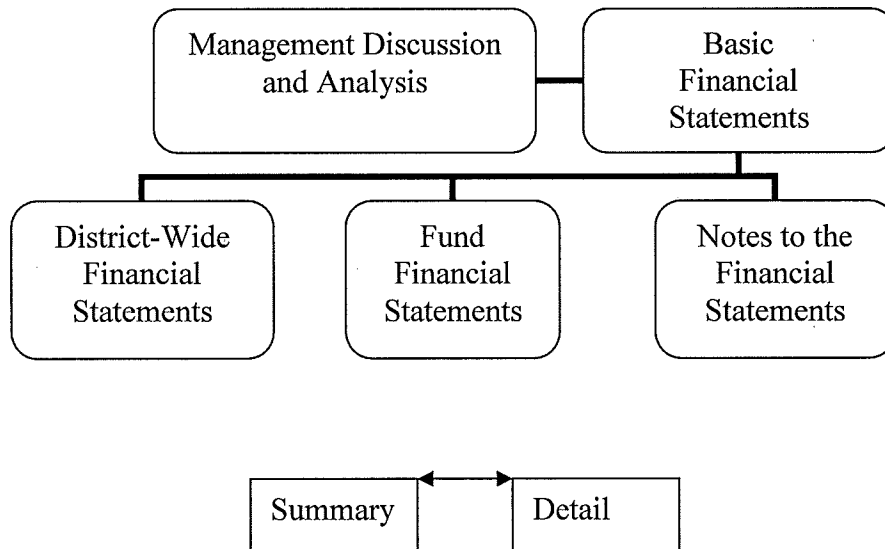 Management Discussion
and Analysis
Basic
Financial
Statements
District-Wide
Financial
Statements
Fund
Financial
Statements
Notes to the
Financial
Statements
Summary
Detail